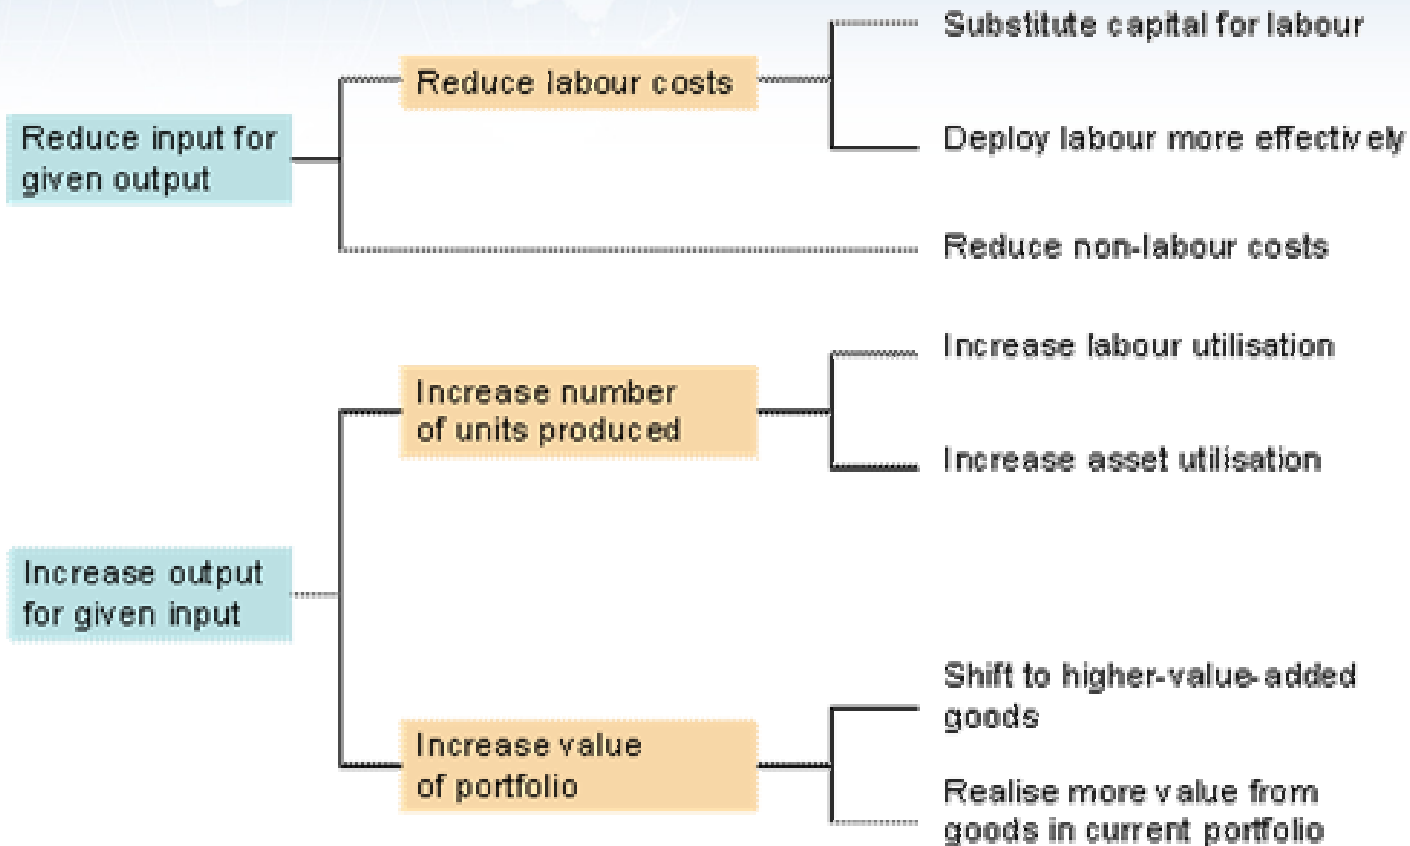 Substitute capital for labour
Reduce labour costs
Reduce input for
given output
Deploy labour more effectively
Reduce non-labour costs
Increase labour utilisation
Increase number
of units produced
Increase asset utilisation
Increase output
for given input
Shift to higher-value-added
goods
Increase value
of portfolio
Realise more value from
goods in current portfolio